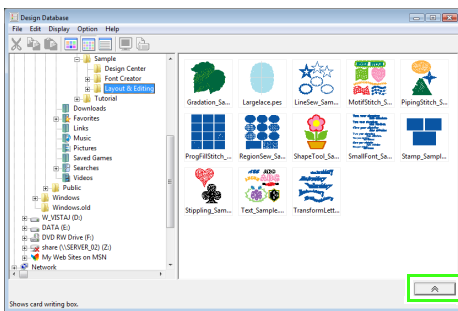 Design Database
File Edit Display Option Help
Sample
Design Center
Font Creator
Layout & Editing
Tutorial
Downloads
Favorites
Links
Music
Pictures
Saved Games
Searches
Videos
Public
Windows
Windows.old
W_VISTAJ (D:)
DATA (E:)
DVD RW Drive (F:)
share (\\SERVER_02) (Z:)
My Web Sites on MSN
Network
Gradation_Sa... Largelace.pes LineSew_Sam... MotifStitch_S... PipingStitch_S...
ProgFillStitch_... RegionSew_Sa... ShapeTool_Sa... SmallFont_Sa... Stamp_Sampl...
Stippling_Sam... Text_Sample.... TransformLett...
Shows card writing box.